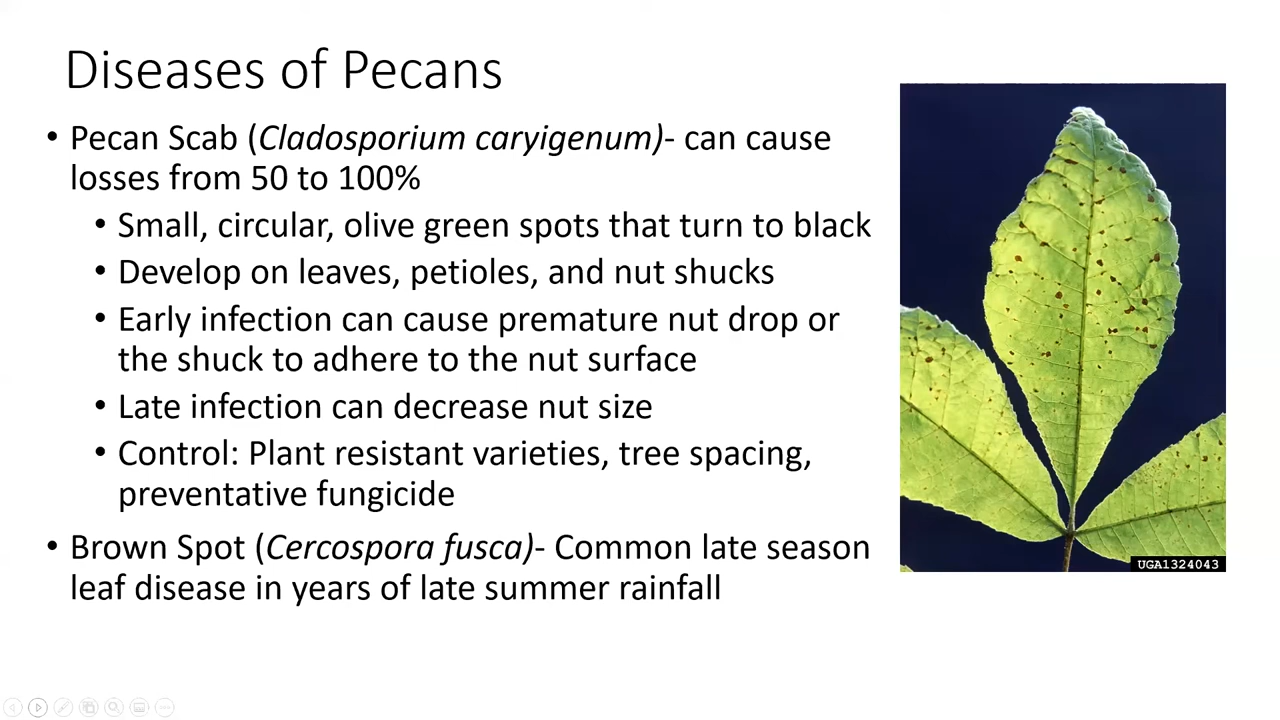 Diseases of Pecans
• Pecan Scab (Cladosporium caryigenum)- can cause
losses from 50 to 100%
• Small, circular, olive green spots that turn to black
• Develop on leaves, petioles, and nut shucks
• Early infection can cause premature nut drop or
the shuck to adhere to the nut surface
• Late infection can decrease nut size
• Control: Plant resistant varieties, tree spacing,
preventative fungicide
• Brown Spot (Cercospora fusca)- Common late season
leaf disease in years of late summer rainfall
UGA1324043